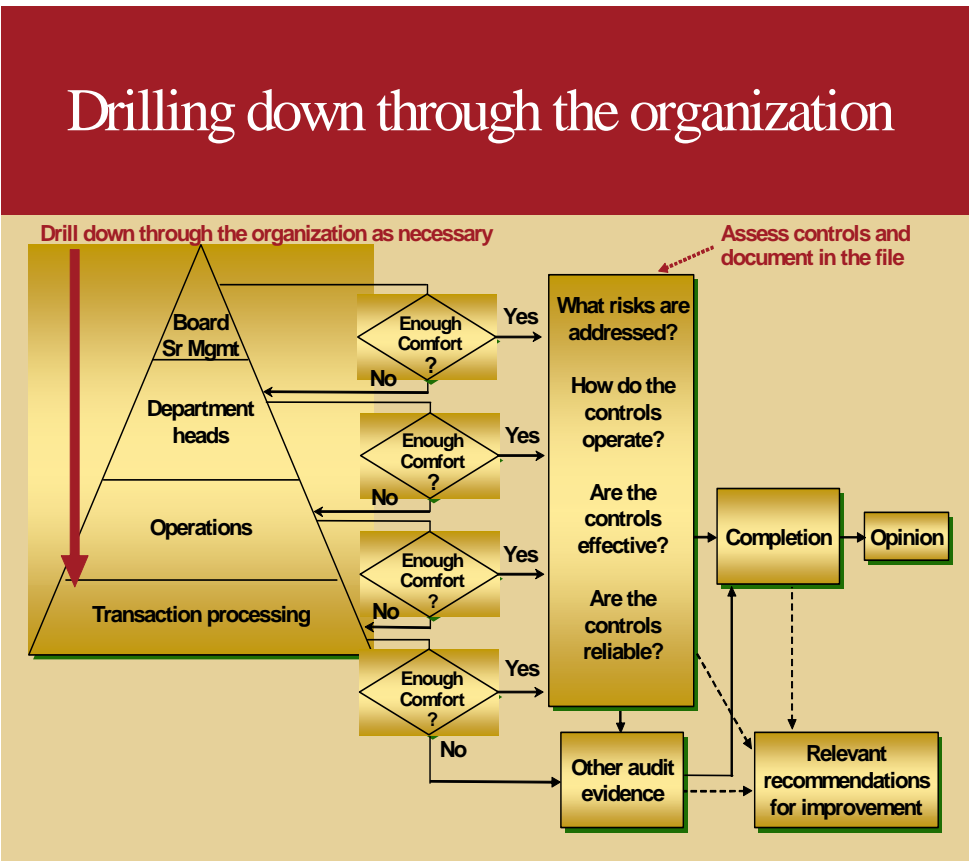 Drilling down through the organization
Drill down through the organization as necessary
Assess controls and
document in the file
Board
Sr Mgmt
Department
heads
Operations
Transaction processing
Enough
Comfort
?
Yes
No
Enough
Comfort
?
Yes
No
Enough
Comfort
?
Yes
No
Enough
Comfort
?
Yes
No
What risks are
addressed?
How do the
controls
operate?
Are the
controls
effective?
Are the
controls
reliable?
Completion
Opinion
Other audit
evidence
Relevant
recommendations
for improvement